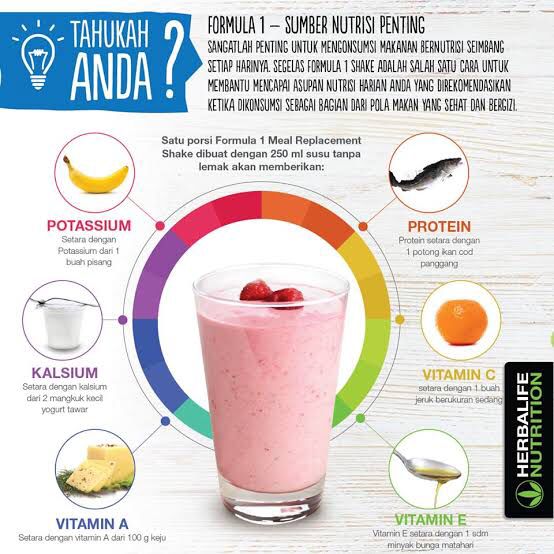 TAHUKAH
ANDA ?
FORMULA 1 – SUMBER NUTRISI PENTING
SANGATLAH PENTING UNTUK MENGONSUMSI MAKANAN BERNUTRISI SEIMBANG
SETIAP HARINYA. SEGELAS FORMULA 1 SHAKE ADALAH SALAH SATU CARA UNTUK
MEMBANTU MENCAPAI ASUPAN NUTRISI HARIAN ANDA YANG DIREKOMENDASIKAN
KETIKA DIKONSUMSI SEBAGAI BAGIAN DARI POLA MAKAN YANG SEHAT DAN BERGIZI.
Satu porsi Formula 1 Meal Replacement
Shake dibuat dengan 250 ml susu tanpa
lemak akan memberikan:
POTASSIUM
Setara dengan
Potassium dari 1
buah pisang
PROTEIN
Protein setara dengan
1 potong ikan cod
panggang
KALSIUM
Setara dengan kalsium
dari 2 mangkuk kecil
yogurt tawar
VITAMIN C
setara dengan 1 buah
jeruk berukuran sedang
VITAMIN A
Setara dengan vitamin A dari 100 g keju
VITAMIN E
Vitamin E setara dengan 1 sdm
minyak bunga matahari
HERBALIFE
NUTRITION